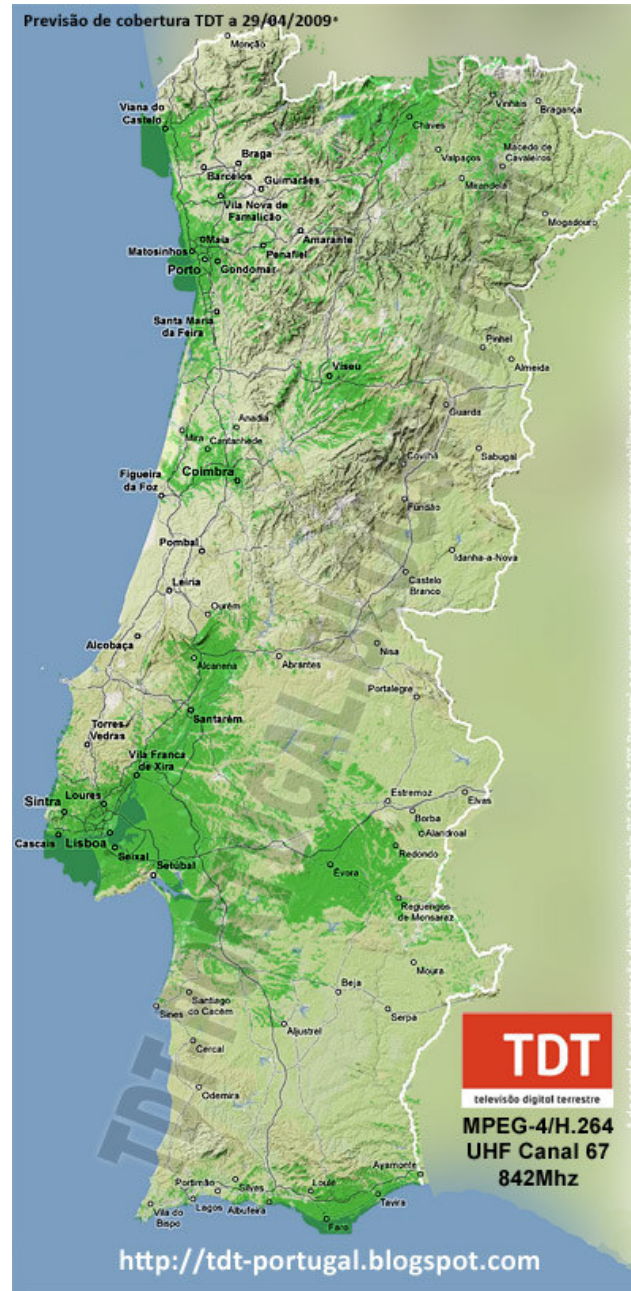 Previsão de cobertura TDT a 29/04/2009*
Monção
Viana do
Castelo
Chaves
Vinhais
Bragança
Braga
Barcelos
Guimarães
Valpaços
Macedo de
Cavaleiros
Mirandela
Vila Nova de
Famalicão
Mogadouro
Maia
Amarante
Matosinhos
Penafiel
Porto
Gondomar
Santa Maria
da Feira
Pinhel
Almeida
Viseu
Guarda
Anadia
Mira
Cantanhede
Covilhã
Sabugal
Coimbra
Figueira
da Foz
Fundão
Pombal
Idanha-a-Nova
Leiria
Castelo
Branco
Ourém
Alcobaça
Alcanena
Abrantes
Nisa
Portalegre
Santarém
Torres
Vedras
Vila Franca
de Xira
Estremoz
Elvas
Sintra
Loures
Borba
Alandroal
Cascais
Lisboa
Seixal
Redondo
Setúbal
Évora
Reguengos
de Monsaraz
Moura
Beja
Santiago
do Cacém
Sines
Serpa
Aljustrel
Cercal
Odemira
TDT
televisão digital terrestre
MPEG-4/H.264
UHF Canal 67
842Mhz
Ayamonte
Portimão
Silves
Loulé
Vila do
Bispo
Lagos
Albufeira
Tavira
Faro
http://tdt-portugal.blogspot.com